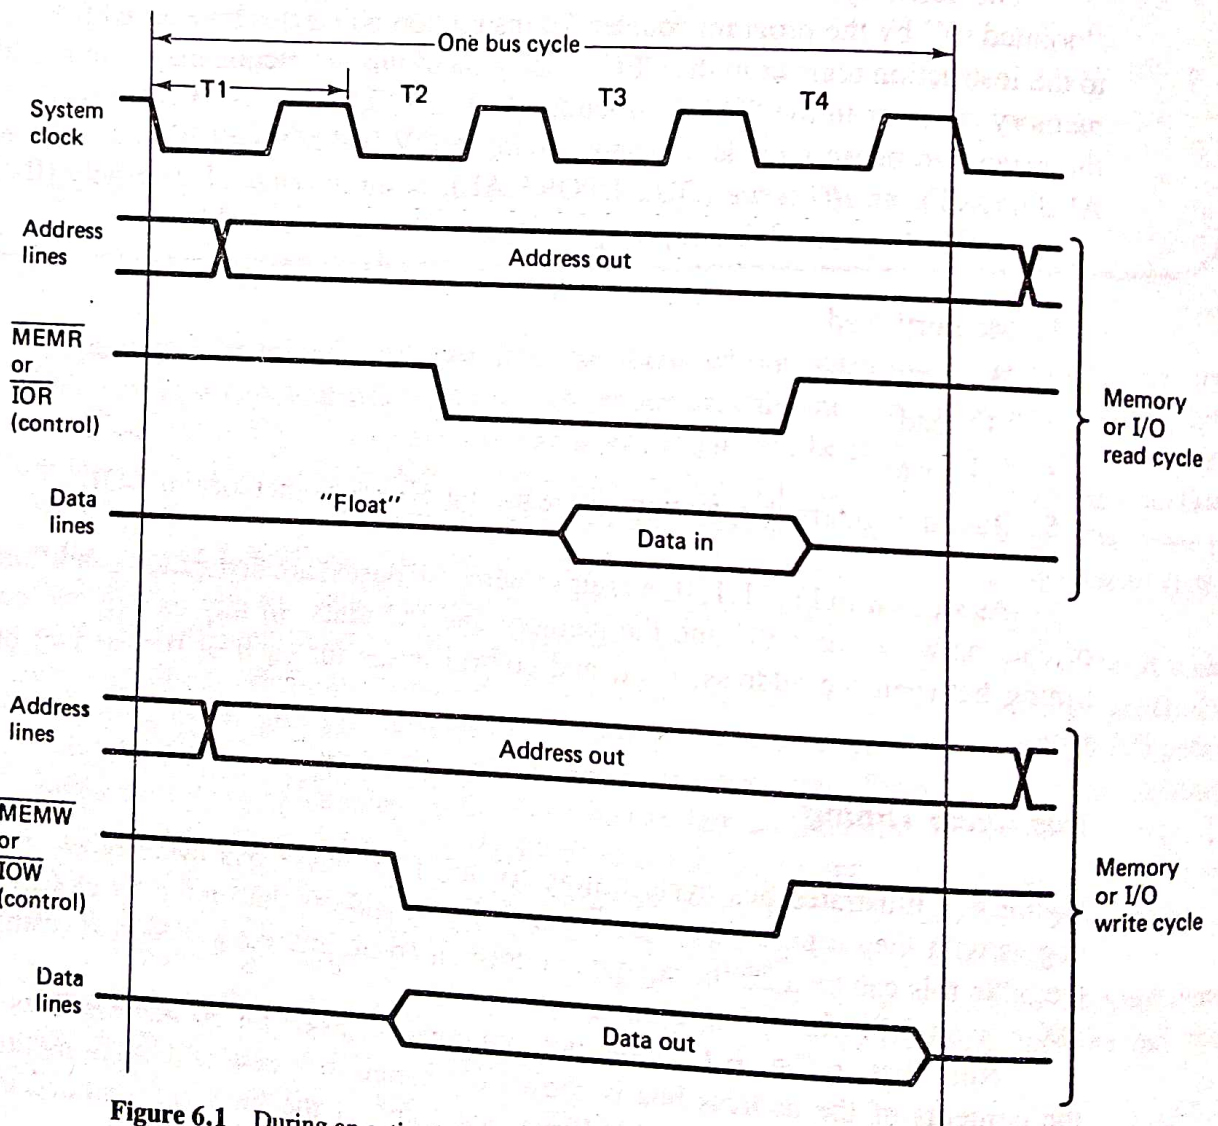 One bus cycle
T1 T2 T3 T4
System
clock
Address
lines
Address out
MEMR
or
IOR
(control)
Memory
or I/O
read cycle
Data
lines
"Float"
Data in
Address
lines
Address out
MEMW
or
IOW
(control)
Memory
or I/O
write cycle
Data
lines
Data out
Figure 6.1 During